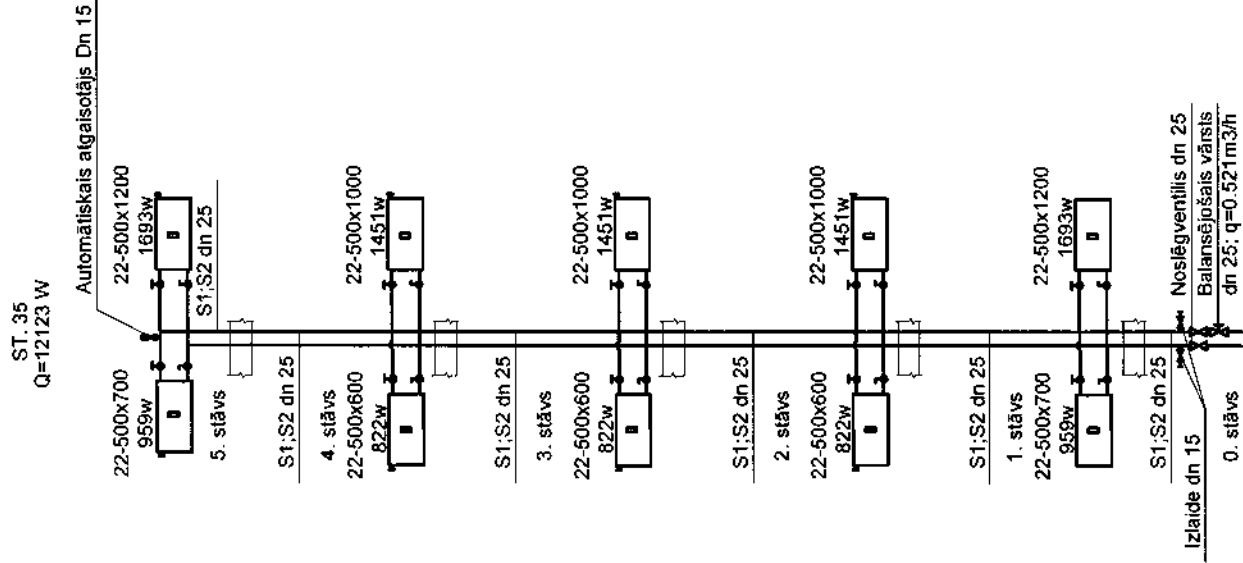 ST. 35
Q=12123 W
Automātiskais atgaisotājs Dn 15
22-500x700
959w
22-500x1200
1693w
S1;S2 dn 25
5. stāvs
S1;S2 dn 25
4. stāvs
22-500x600
822w
22-500x1000
1451w
S1;S2 dn 25
3. stāvs
22-500x600
822w
22-500x1000
1451w
S1;S2 dn 25
2. stāvs
22-500x600
822w
22-500x1000
1451w
S1;S2 dn 25
1. stāvs
22-500x700
959w
22-500x1200
1693w
S1;S2 dn 25
Izlaide dn 15
0. stāvs
Noslēgventilis dn 25
Balansējošais vārsts
dn 25; q=0.521m3/h